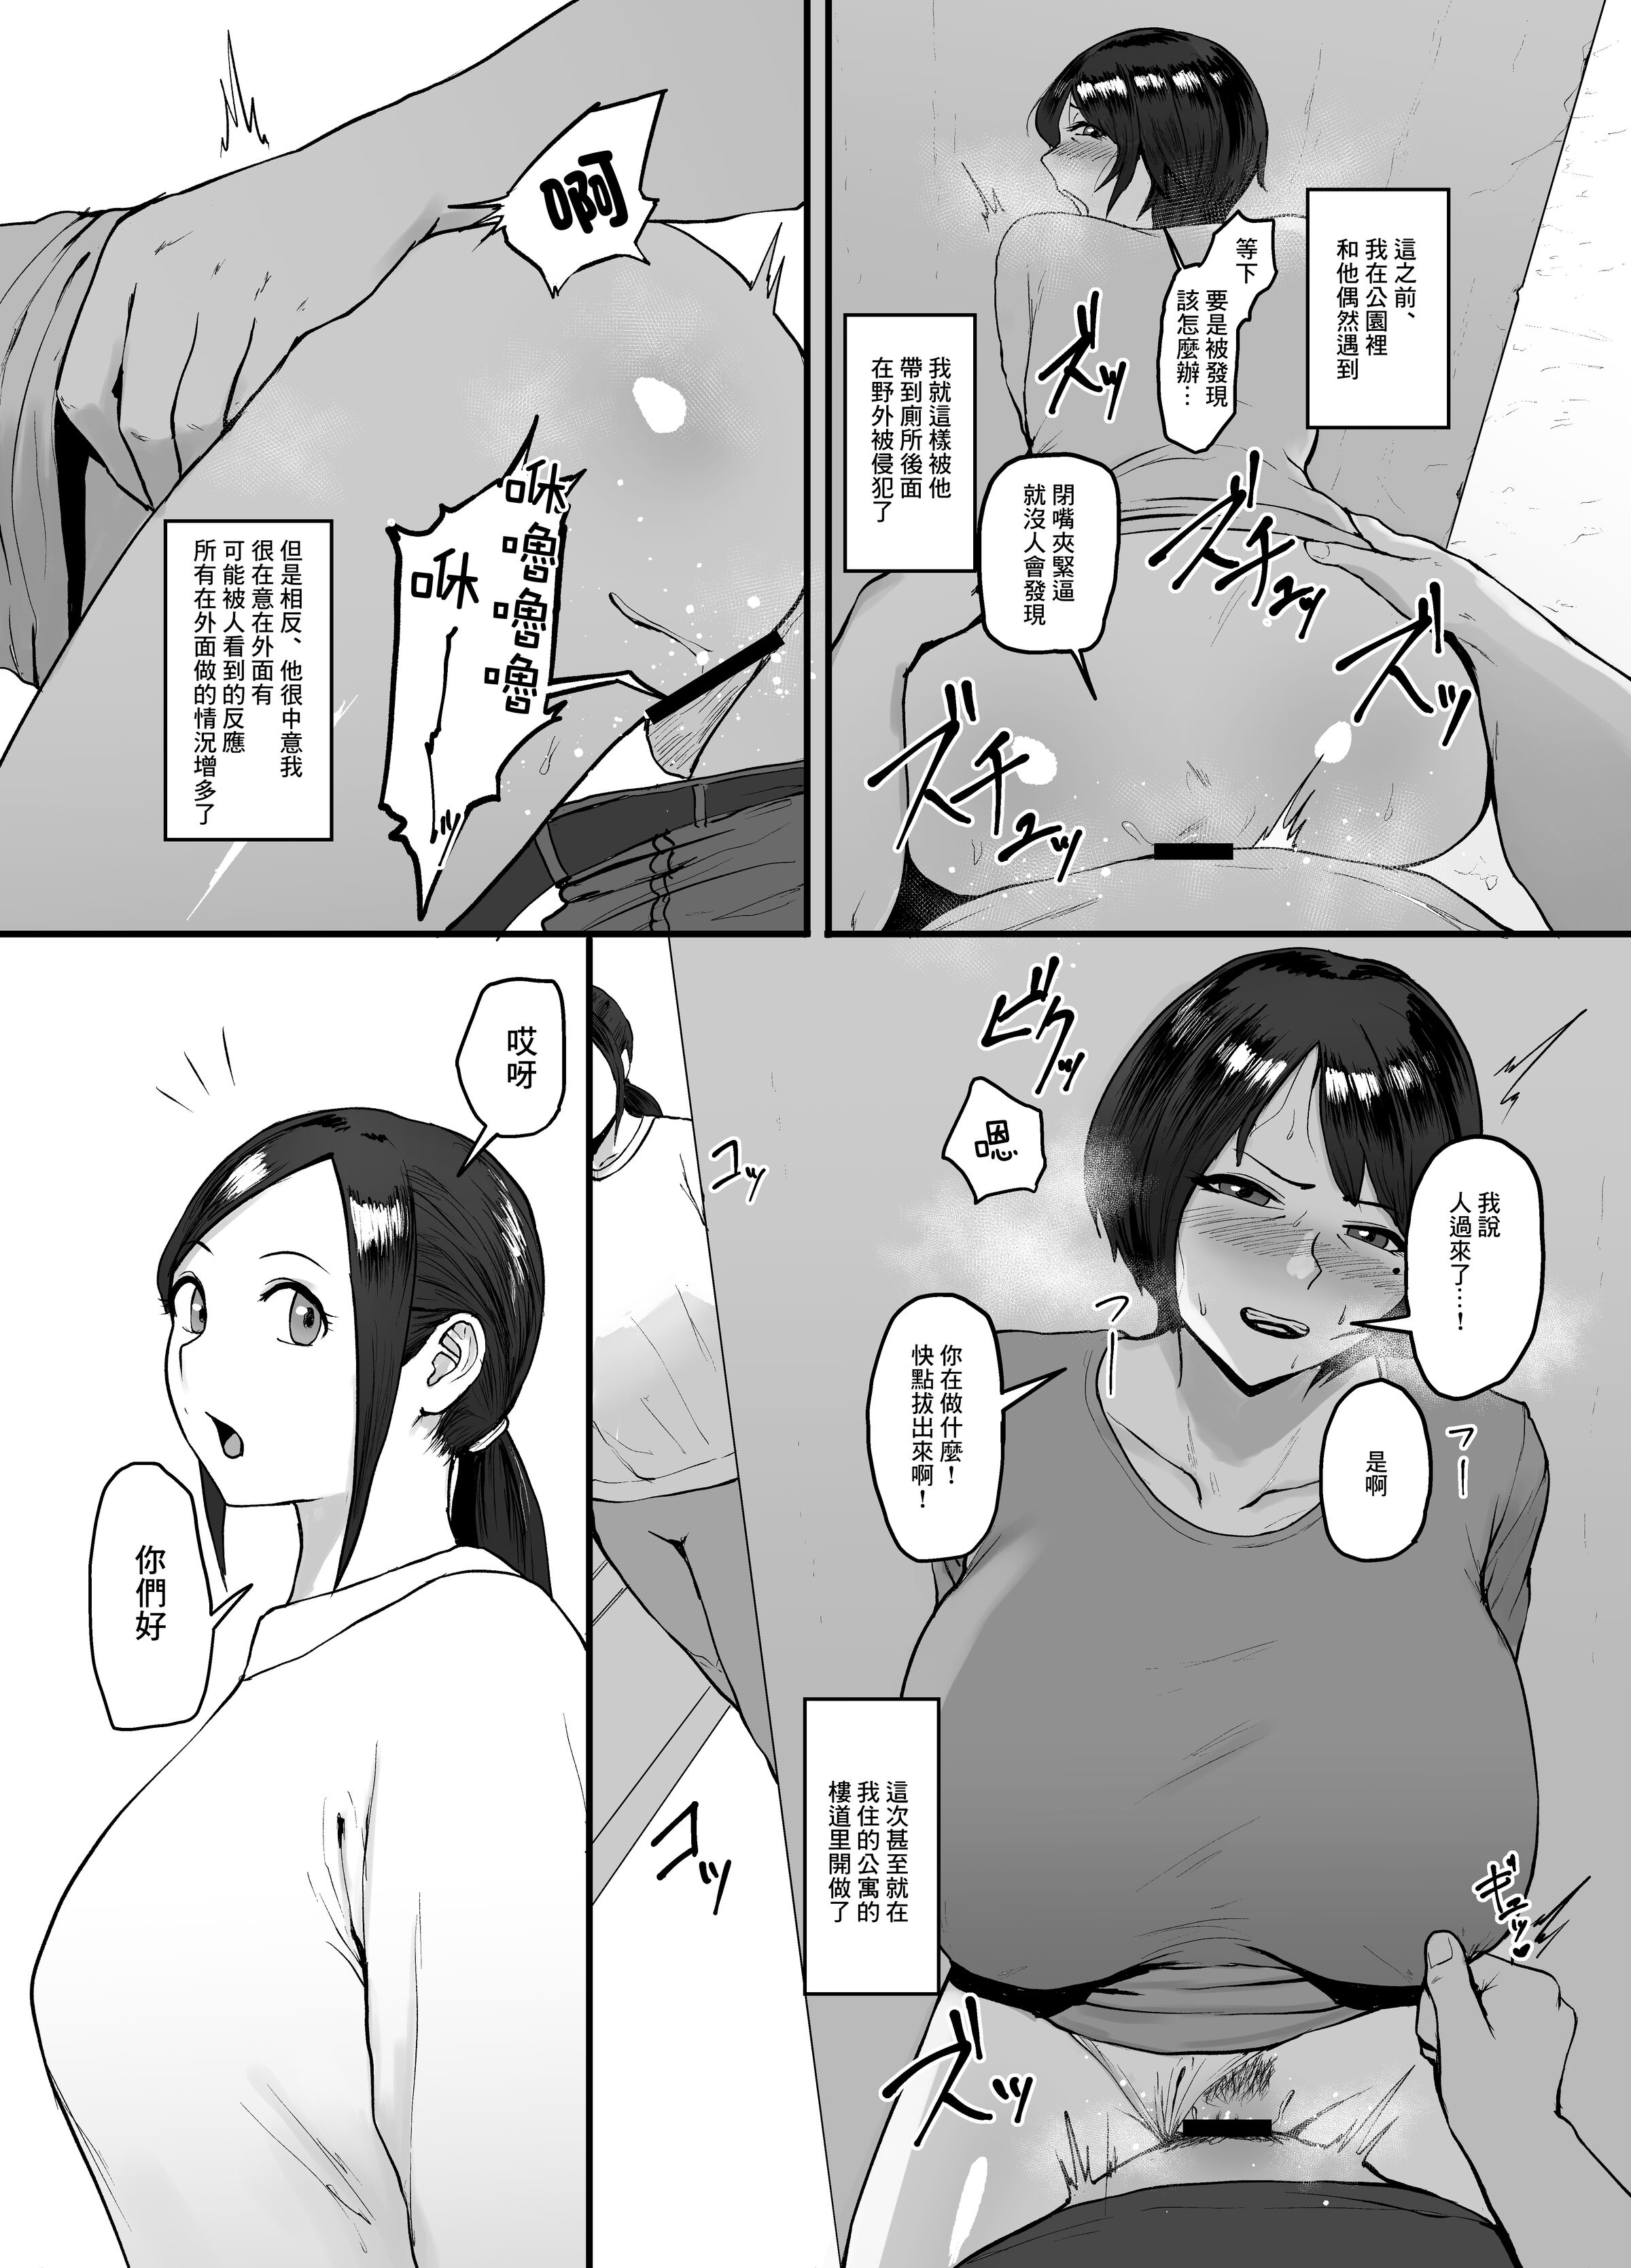 這之前、
我在公園裡
和他偶然遇到
等下
要是被發現
該怎麼辦…
我就這樣被他
帶到廁所後面
在野外被侵犯了
閉嘴夾緊逼
就沒人會發現
ズッ
ズチュッ
ズッ
ズチュッ
啊
咻嚕嚕嚕
咻
但是相反、他很中意我
很在意在外面有
可能被人看到的反應
所有在外面做的情況增多了
ビクッ
嗯
我說
人過來了…！
是啊
フー
フー
你在做什麼！
快點拔出來啊！
這次甚至就在
我住的公寓的
樓道里開做了
ギュッ♥
ズッ
コッ
コッ
哎呀
你們好